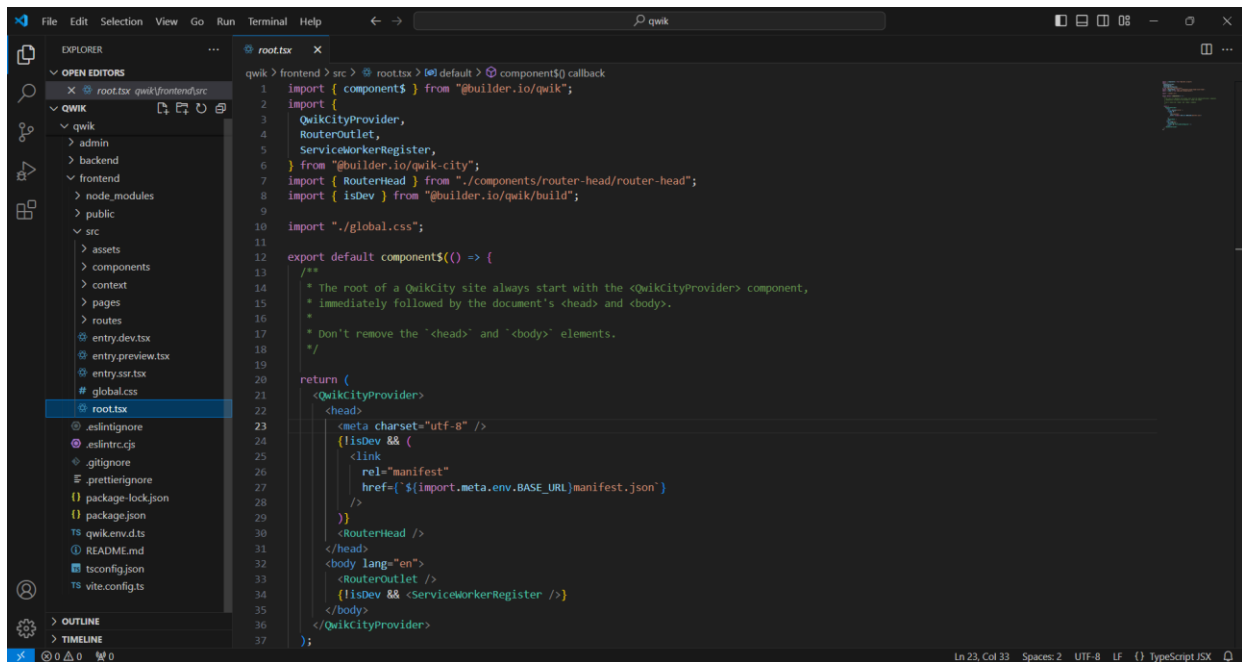 File Edit Selection View Go Run Terminal Help
qwik
EXPLORER
OPEN EDITORS
root.tsx qwik\frontend\src
QWIK
qwik
admin
backend
frontend
node_modules
public
src
assets
components
context
pages
routes
entry.dev.tsx
entry.preview.tsx
entry.ssr.tsx
# global.css
root.tsx
.eslintignore
.eslintrc.cjs
.gitignore
.prettierignore
{} package-lock.json
{} package.json
TS qwik.env.d.ts
README.md
tsconfig.json
TS vite.config.ts
OUTLINE
TIMELINE
root.tsx
qwik > frontend > src > root.tsx > default > component$() callback
1 import { component$ } from "@builder.io/qwik";
2 import {
3 QwikCityProvider,
4 RouterOutlet,
5 ServiceWorkerRegister,
6 } from "@builder.io/qwik-city";
7 import { RouterHead } from "./components/router-head/router-head";
8 import { isDev } from "@builder.io/qwik/build";
9
10 import "./global.css";
11
12 export default component$(() => {
13 /**
14 * The root of a QwikCity site always start with the <QwikCityProvider> component,
15 * immediately followed by the document's <head> and <body>.
16 *
17 * Don't remove the `<head>` and `<body>` elements.
18 */
19
20 return (
21 <QwikCityProvider>
22 <head>
23 <meta charset="utf-8" />
24 {!isDev && (
25 <link
26 rel="manifest"
27 href={`${import.meta.env.BASE_URL}manifest.json`}
28 />
29 )}
30 <RouterHead />
31 </head>
32 <body lang="en">
33 <RouterOutlet />
34 {!isDev && <ServiceWorkerRegister />}
35 </body>
36 </QwikCityProvider>
37 );
0 0 0
Ln 23, Col 33 Spaces: 2 UTF-8 LF {} TypeScript JSX